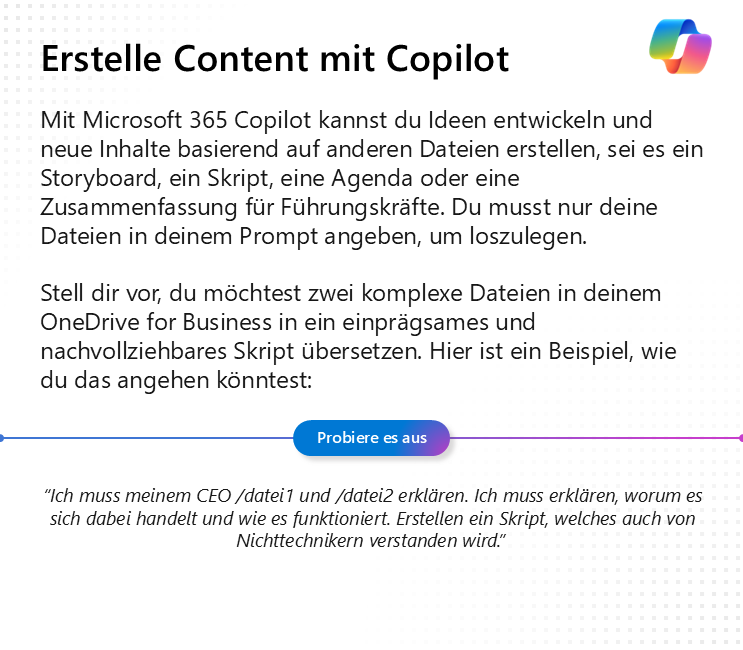 Erstelle Content mit Copilot
Mit Microsoft 365 Copilot kannst du Ideen entwickeln und
neue Inhalte basierend auf anderen Dateien erstellen, sei es ein
Storyboard, ein Skript, eine Agenda oder eine
Zusammenfassung für Führungskräfte. Du musst nur deine
Dateien in deinem Prompt angeben, um loszulegen.
Stell dir vor, du möchtest zwei komplexe Dateien in deinem
OneDrive for Business in ein einprägsames und
nachvollziehbares Skript übersetzen. Hier ist ein Beispiel, wie
du das angehen könntest:
Probiere es aus
“Ich muss meinem CEO /datei1 und /datei2 erklären. Ich muss erklären, worum es
sich dabei handelt und wie es funktioniert. Erstellen ein Skript, welches auch von
Nichttechnikern verstanden wird.”